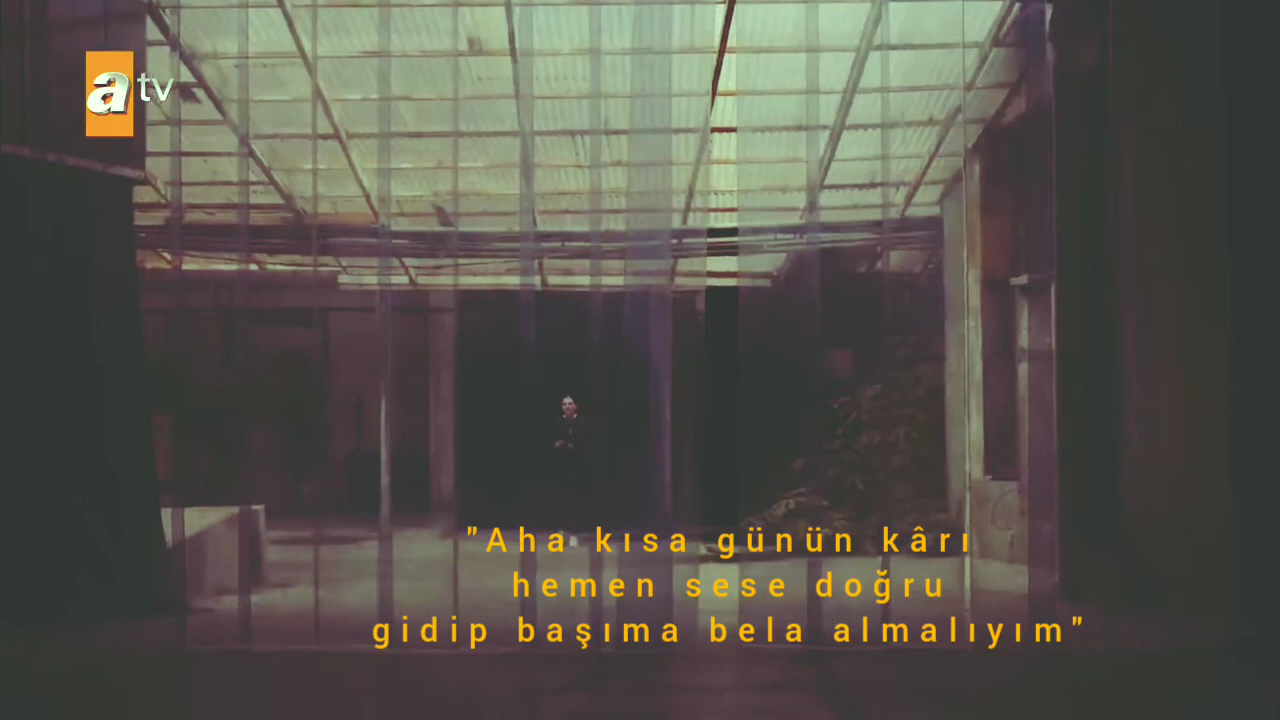 atv
"Aha kısa günün kârı
hemen sese doğru
gidip başıma bela almalıyım"